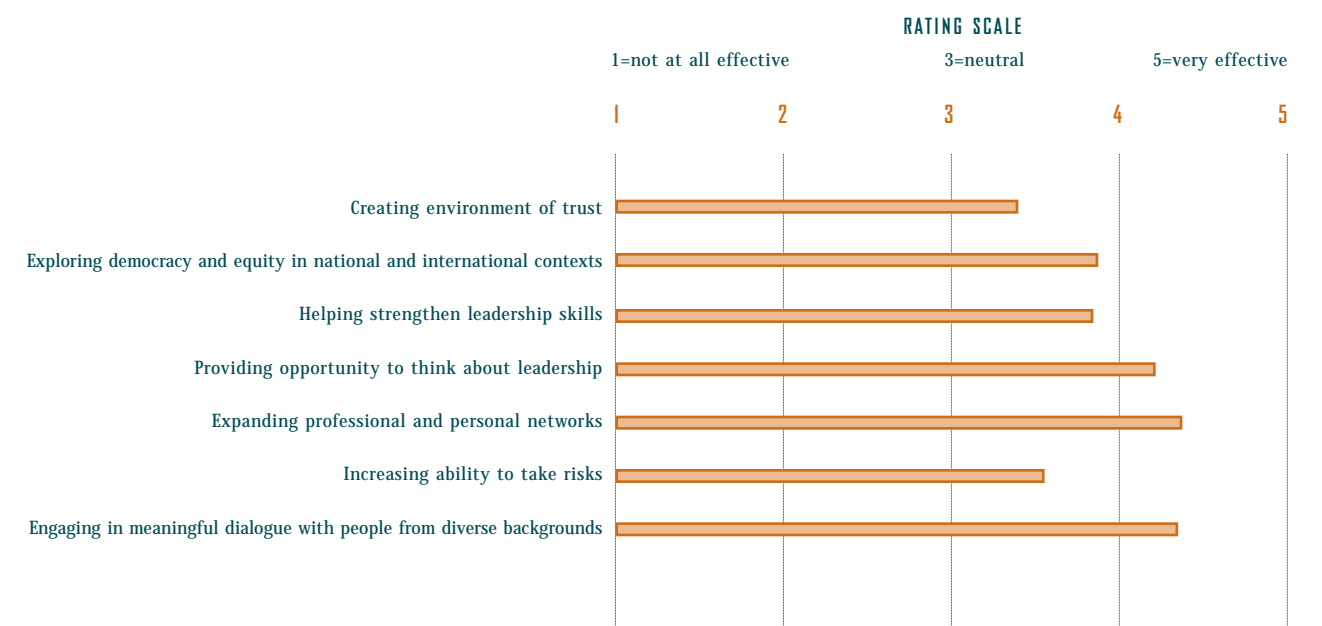 RATING SCALE
1=not at all effective 3=neutral 5=very effective
1 2 3 4 5
Creating environment of trust
Exploring democracy and equity in national and international contexts
Helping strengthen leadership skills
Providing opportunity to think about leadership
Expanding professional and personal networks
Increasing ability to take risks
Engaging in meaningful dialogue with people from diverse backgrounds